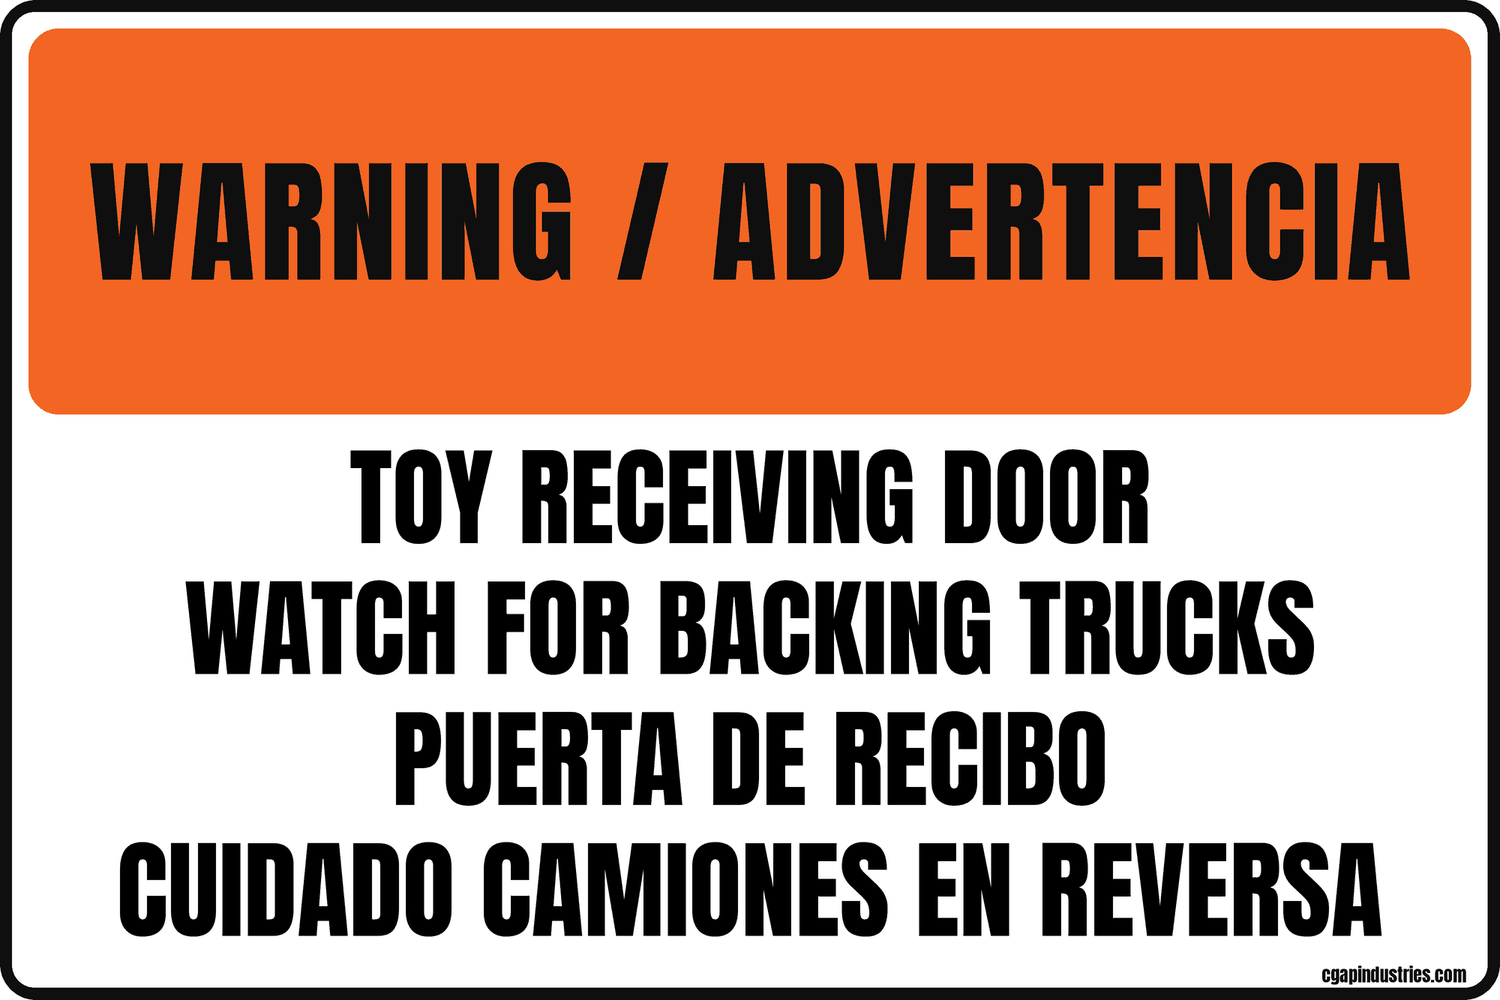 WARNING / ADVERTENCIA
TOY RECEIVING DOOR
WATCH FOR BACKING TRUCKS
PUERTA DE RECIBO
CUIDADO CAMIONES EN REVERSA
cgapindustries.com